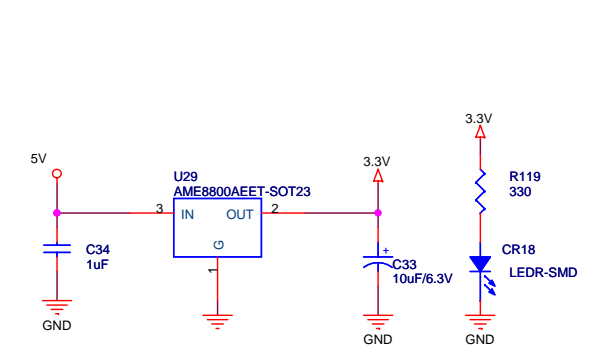 3.3V
5V
U29
AME8800AEET-SOT23
3.3V
R119
330
3
IN
OUT
2
G
1
C34
1uF
+
C33
10uF/6.3V
CR18
LEDR-SMD
GND
GND
GND